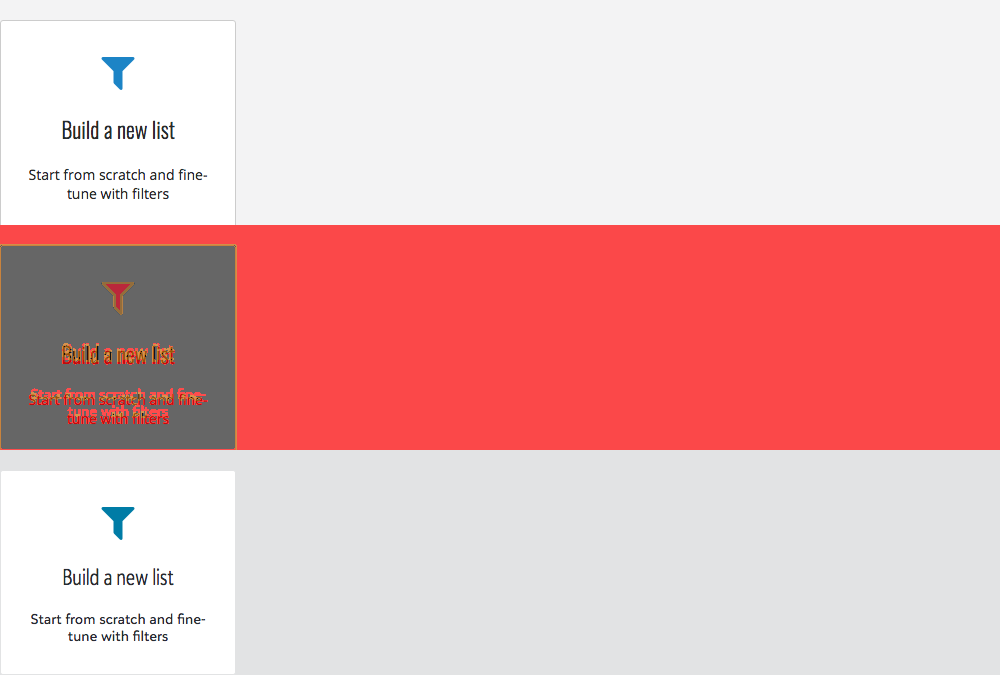 Build a new list
Start from scratch and fine-
tune with filters
Build a new list
Start from scratch and fine-
tune with filters
Build a new list
Start from scratch and fine-
tune with filters